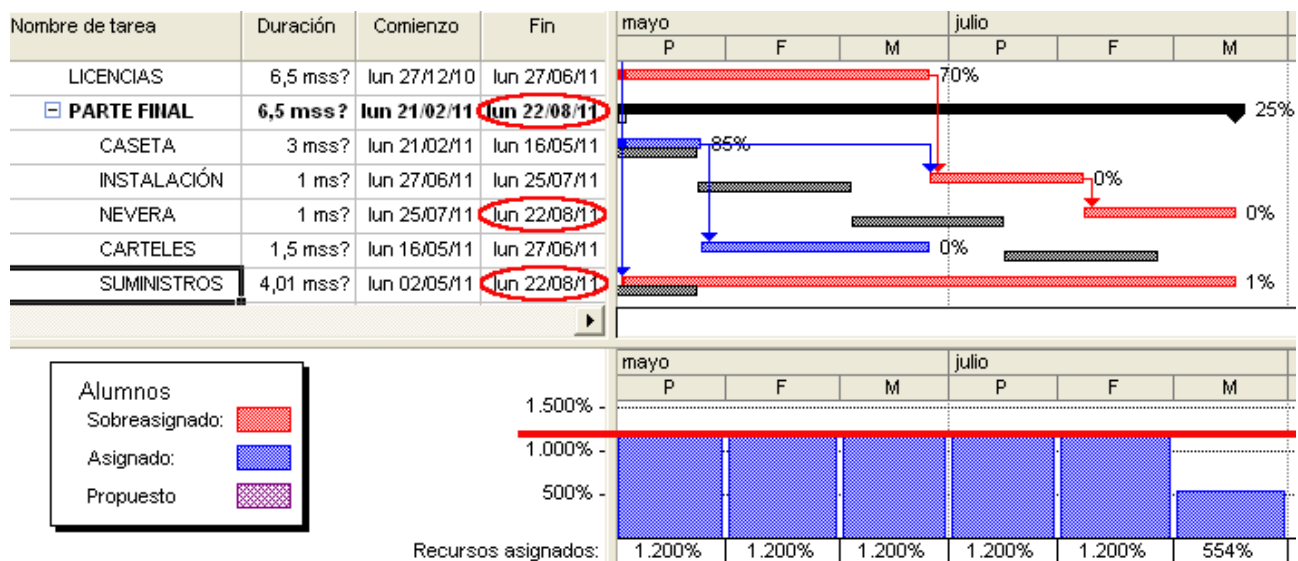 Nombre de tarea Duración Comienzo Fin mayo julio
P F M P F M
LICENCIAS 6,5 mss? lun 27/12/10 lun 27/06/11 70%
PARTE FINAL 6,5 mss? lun 21/02/11 lun 22/08/11 25%
CASETA 3 mss? lun 21/02/11 lun 16/05/11 85%
INSTALACIÓN 1 ms? lun 27/06/11 lun 25/07/11 0%
NEVERA 1 ms? lun 25/07/11 lun 22/08/11 0%
CARTELES 1,5 mss? lun 16/05/11 lun 27/06/11 0%
SUMINISTROS 4,01 mss? lun 02/05/11 lun 22/08/11 1%
mayo julio
P F M P F M
Alumnos
Sobreasignado:
Asignado:
Propuesto
1.500%
1.000%
500%
Recursos asignados: 1.200% 1.200% 1.200% 1.200% 1.200% 554%